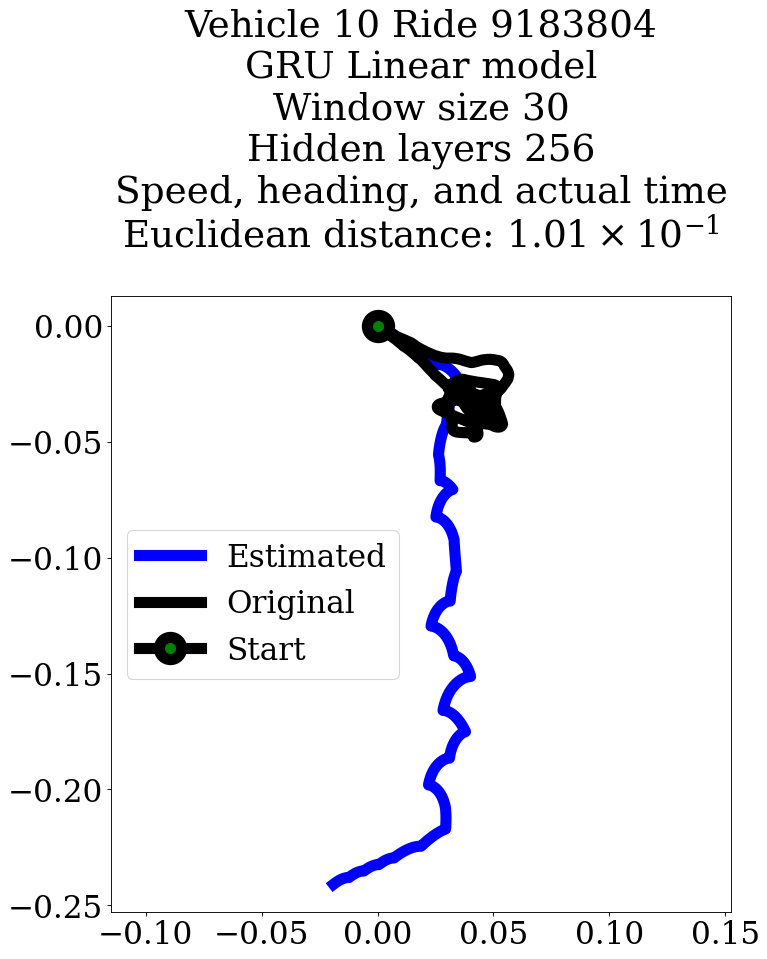 Vehicle 10 Ride 9183804
GRU Linear model
Window size 30
Hidden layers 256
Speed, heading, and actual time
Euclidean distance: 1.01 × 10⁻¹
0.00
−0.05
−0.10
−0.15
−0.20
−0.25
Estimated
Original
Start
−0.10 −0.05 0.00 0.05 0.10 0.15